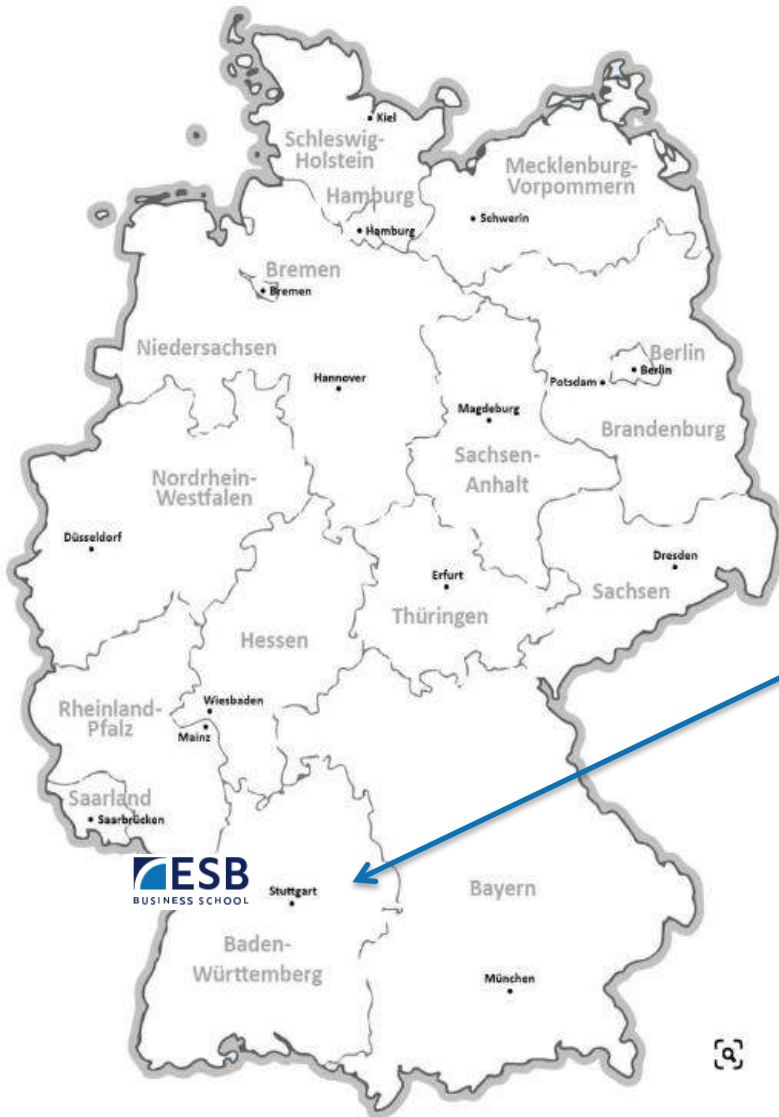 Kiel
Schleswig-
Holstein
Mecklenburg-
Vorpommern
Hamburg
Schwerin
Hamburg
Bremen
Bremen
Niedersachsen
Berlin
Berlin
Hannover
Potsdam
Magdeburg
Brandenburg
Sachsen-
Anhalt
Nordrhein-
Westfalen
Düsseldorf
Dresden
Erfurt
Sachsen
Thüringen
Hessen
Wiesbaden
Rheinland-
Pfalz
Mainz
Saarland
Saarbrücken
ESB
BUSINESS SCHOOL
Stuttgart
Bayern
Baden-
Württemberg
München